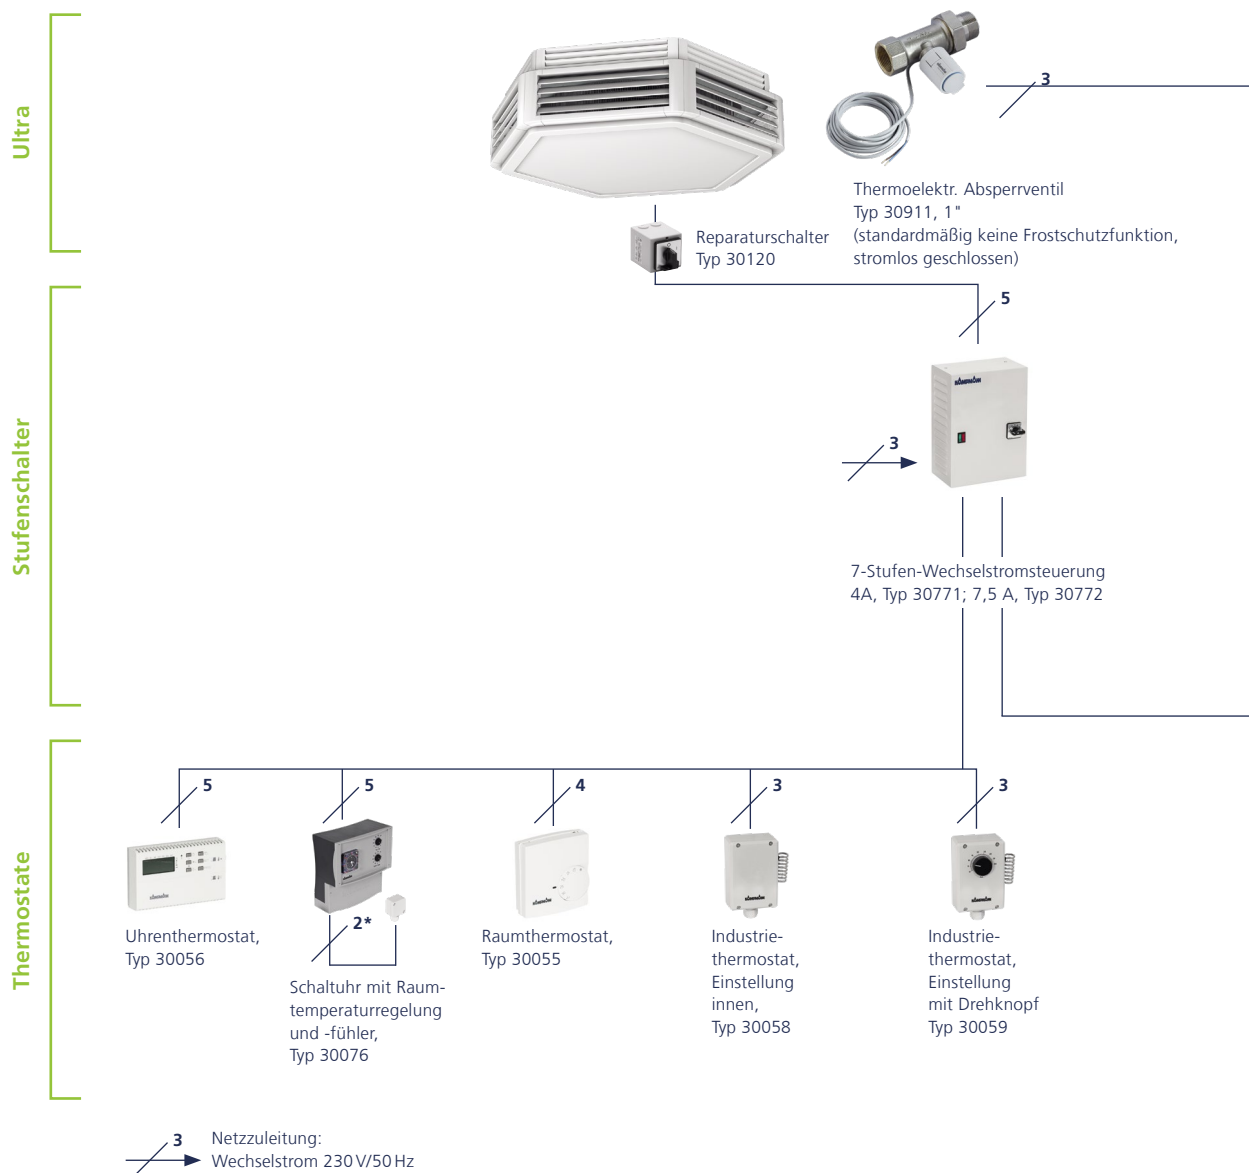 Ultra
3
Thermoelektr. Absperrventil
Typ 30911, 1"
(standardmäßig keine Frostschutzfunktion,
stromlos geschlossen)
Reparaturschalter
Typ 30120
Stufenschalter
5
3
7-Stufen-Wechselstromsteuerung
4A, Typ 30771; 7,5 A, Typ 30772
Thermostate
5
5
4
3
3
2*
Uhrenthermostat,
Typ 30056
Schaltuhr mit Raum-
temperaturregelung
und -fühler,
Typ 30076
Raumthermostat,
Typ 30055
Industrie-
thermostat,
Einstellung
innen,
Typ 30058
Industrie-
thermostat,
Einstellung
mit Drehknopf
Typ 30059
3
Netzzuleitung:
Wechselstrom 230 V/50 Hz